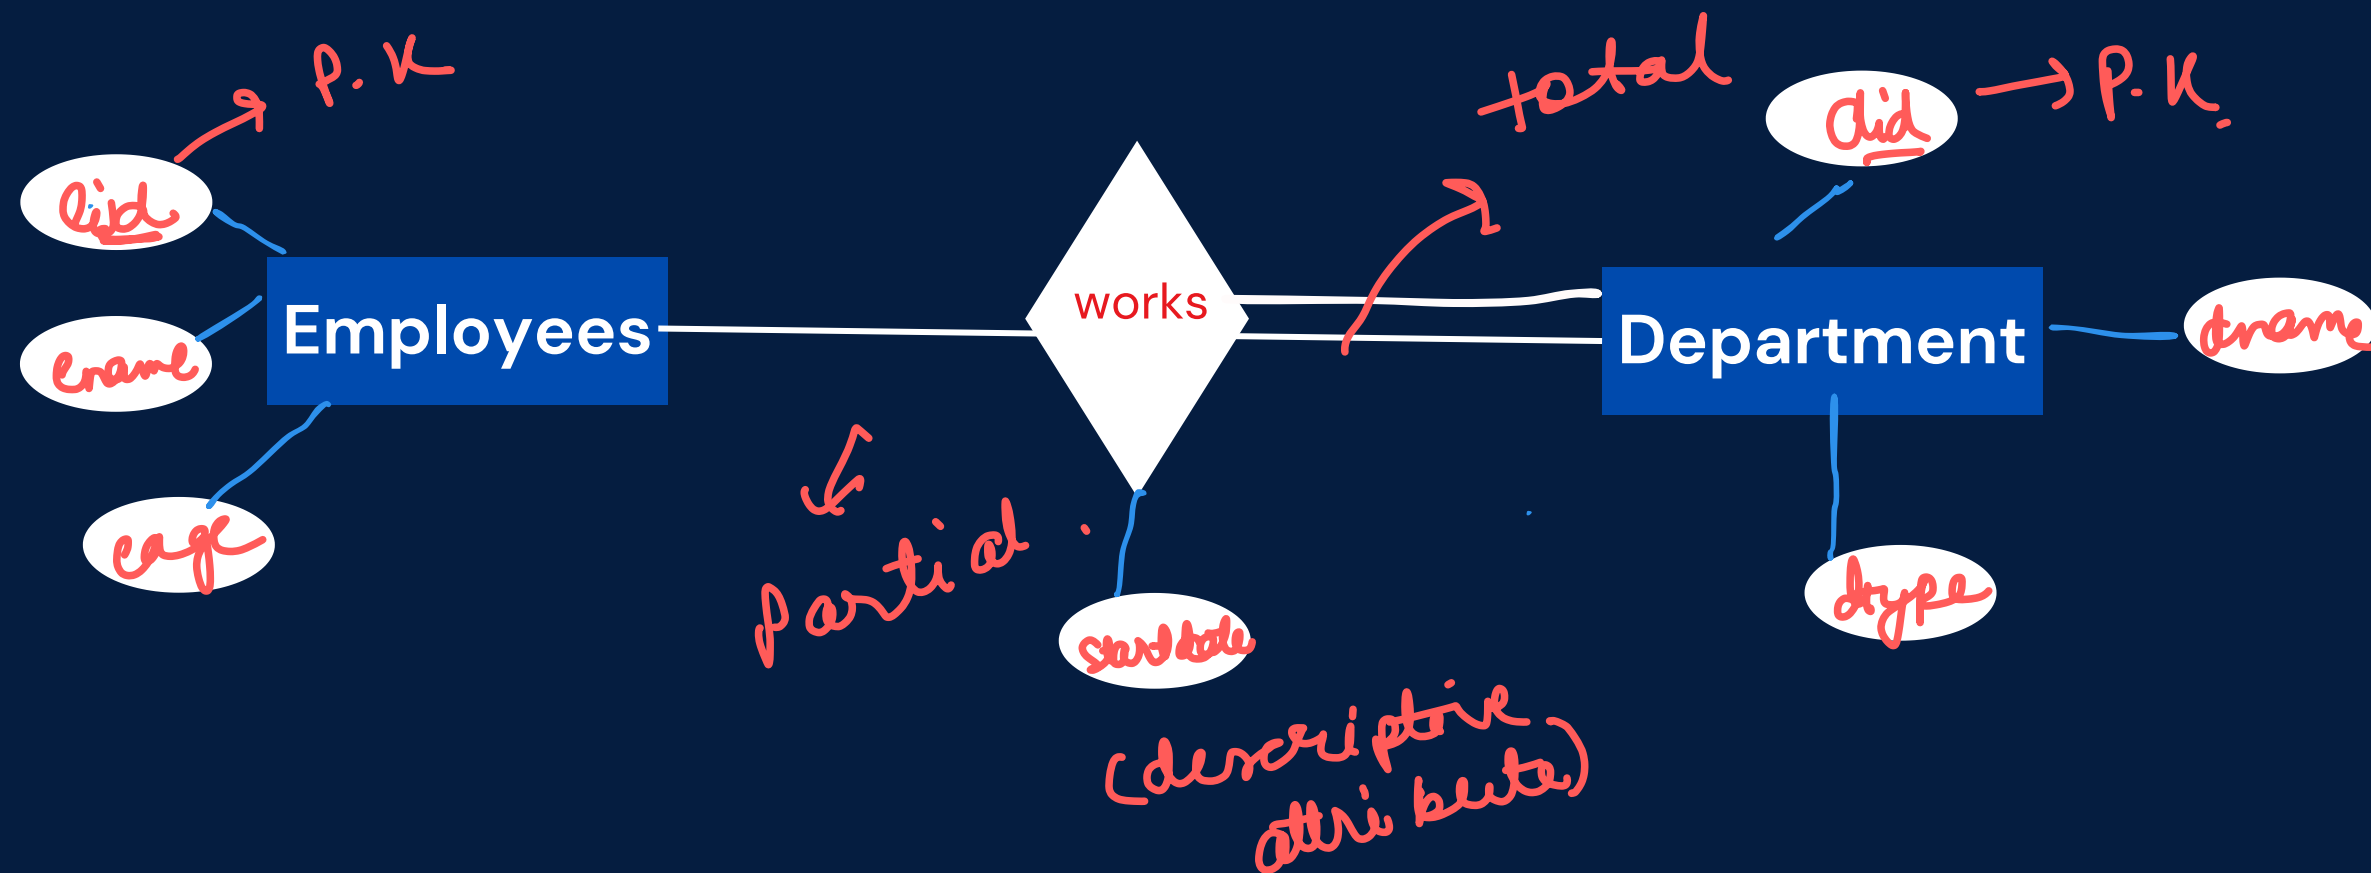 P.K
total
did
P.K.
eid
Employees
works
Department
dname
ename
partial.
eage
startdate
dtype
(descriptive
attribute)